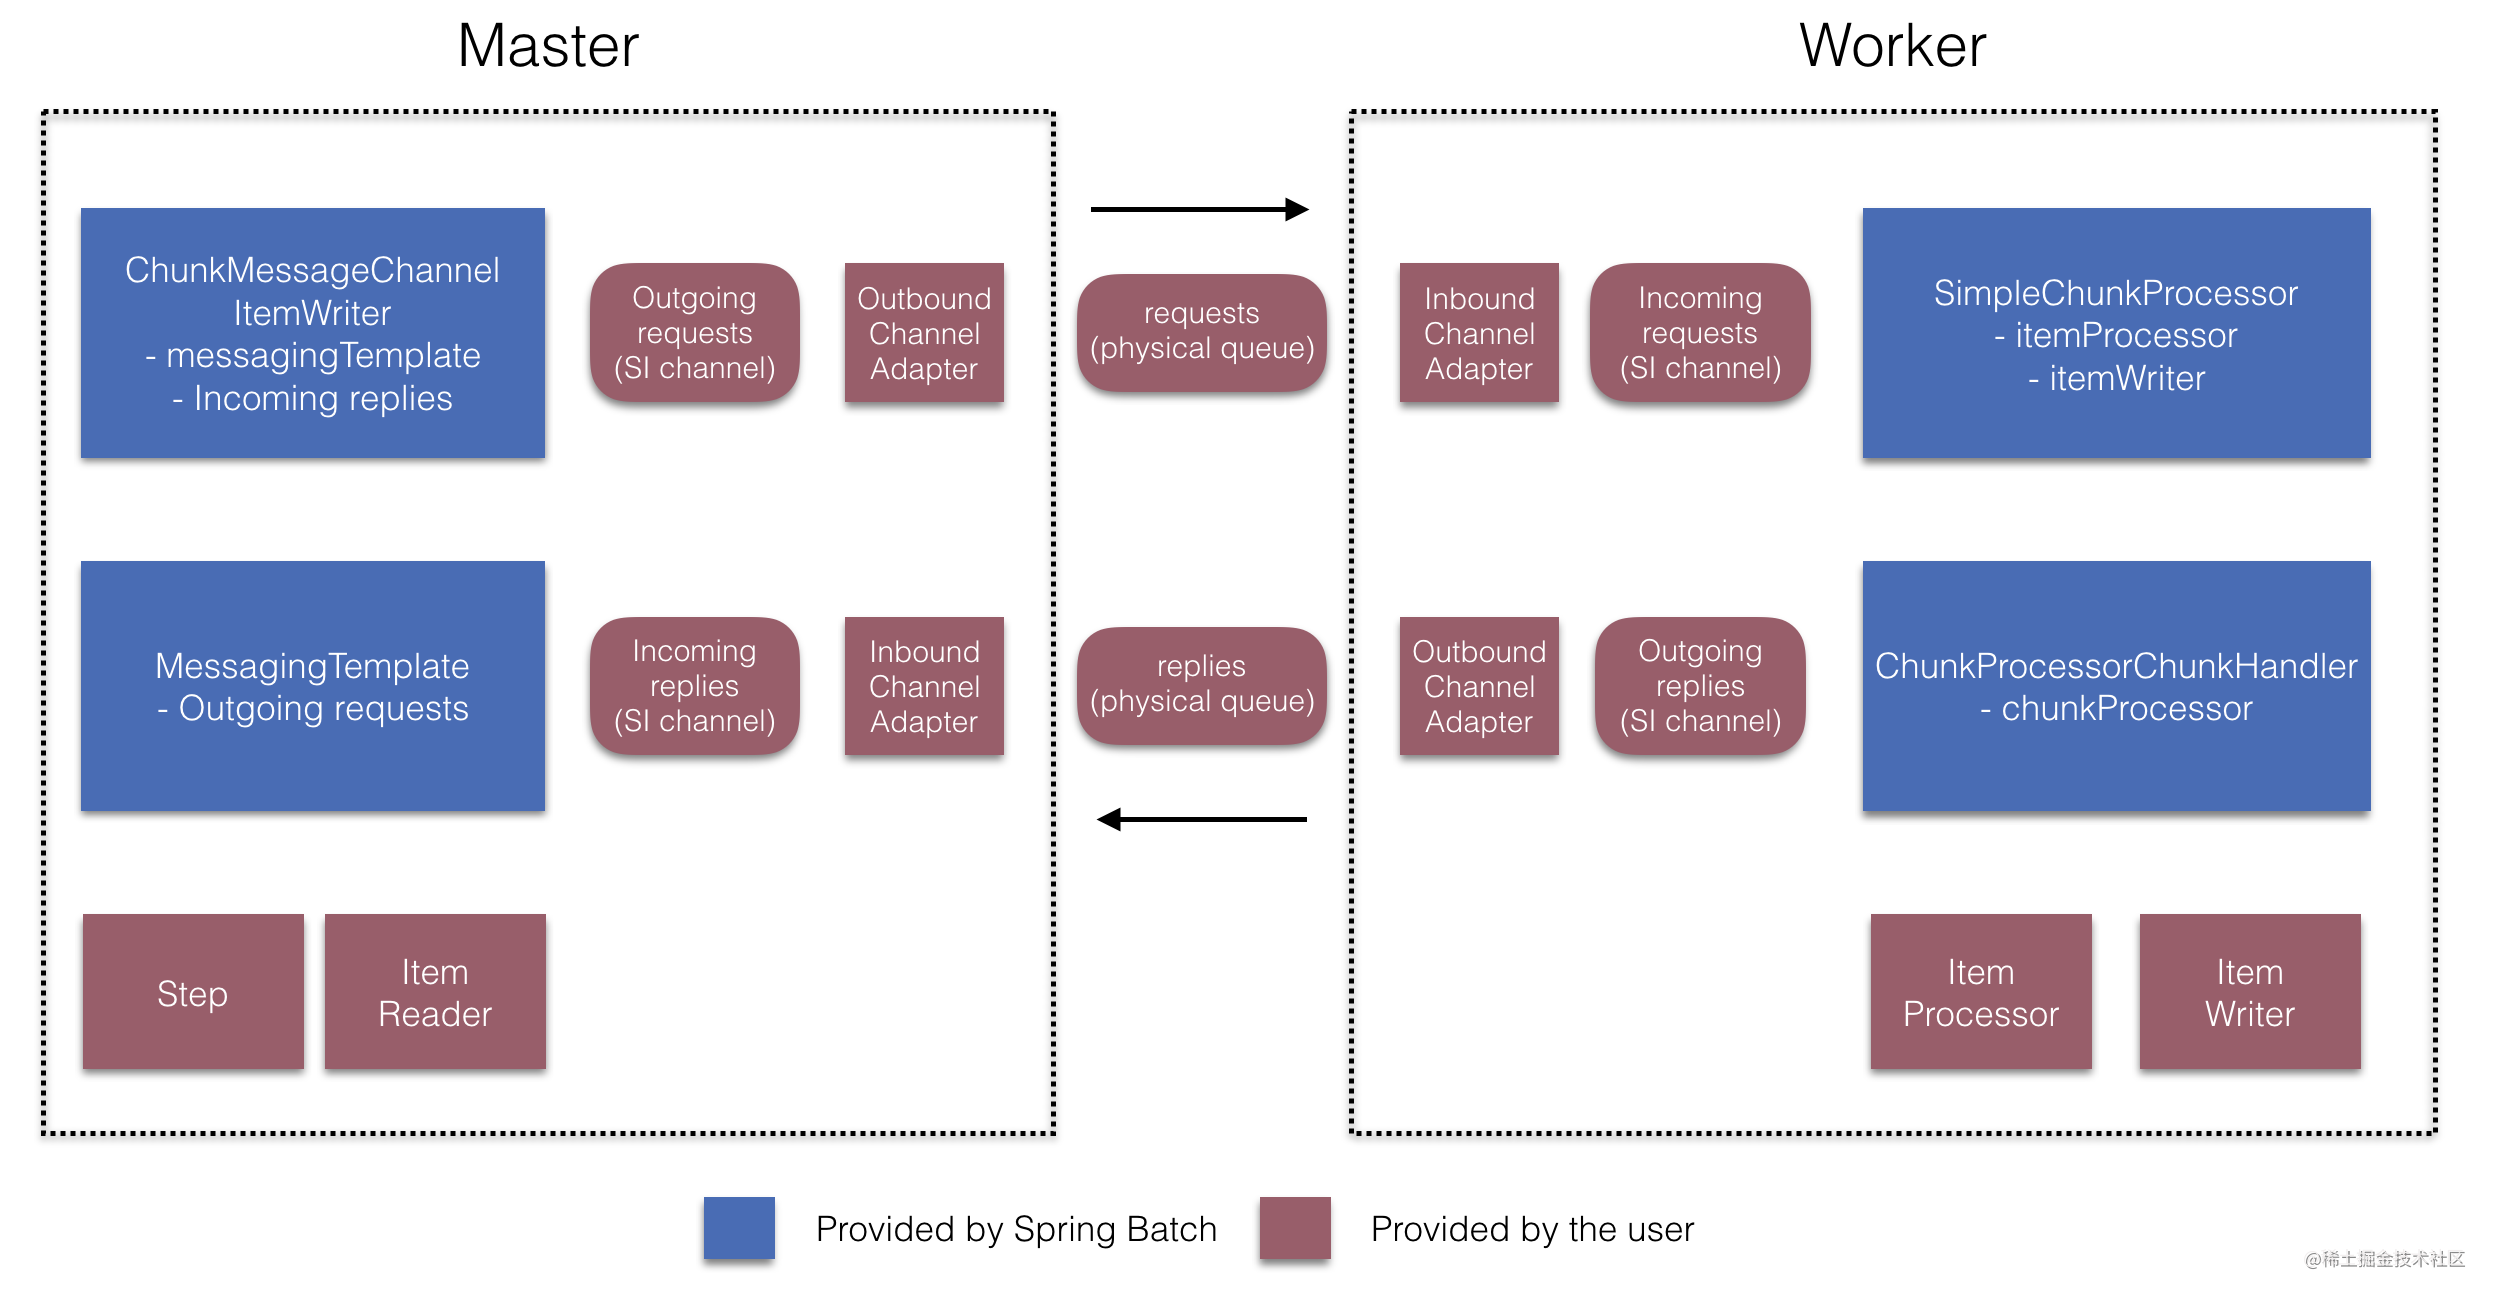 Master
Worker
ChunkMessageChannel
ItemWriter
- messagingTemplate
- Incoming replies
Outgoing
requests
(SI channel)
Outbound
Channel
Adapter
requests
(physical queue)
Inbound
Channel
Adapter
Incoming
requests
(SI channel)
SimpleChunkProcessor
- itemProcessor
- itemWriter
MessagingTemplate
- Outgoing requests
Incoming
replies
(SI channel)
Inbound
Channel
Adapter
replies
(physical queue)
Outbound
Channel
Adapter
Outgoing
replies
(SI channel)
ChunkProcessorChunkHandler
- chunkProcessor
Step
Item
Reader
Item
Processor
Item
Writer
Provided by Spring Batch
Provided by the user
@稀土掘金技术社区